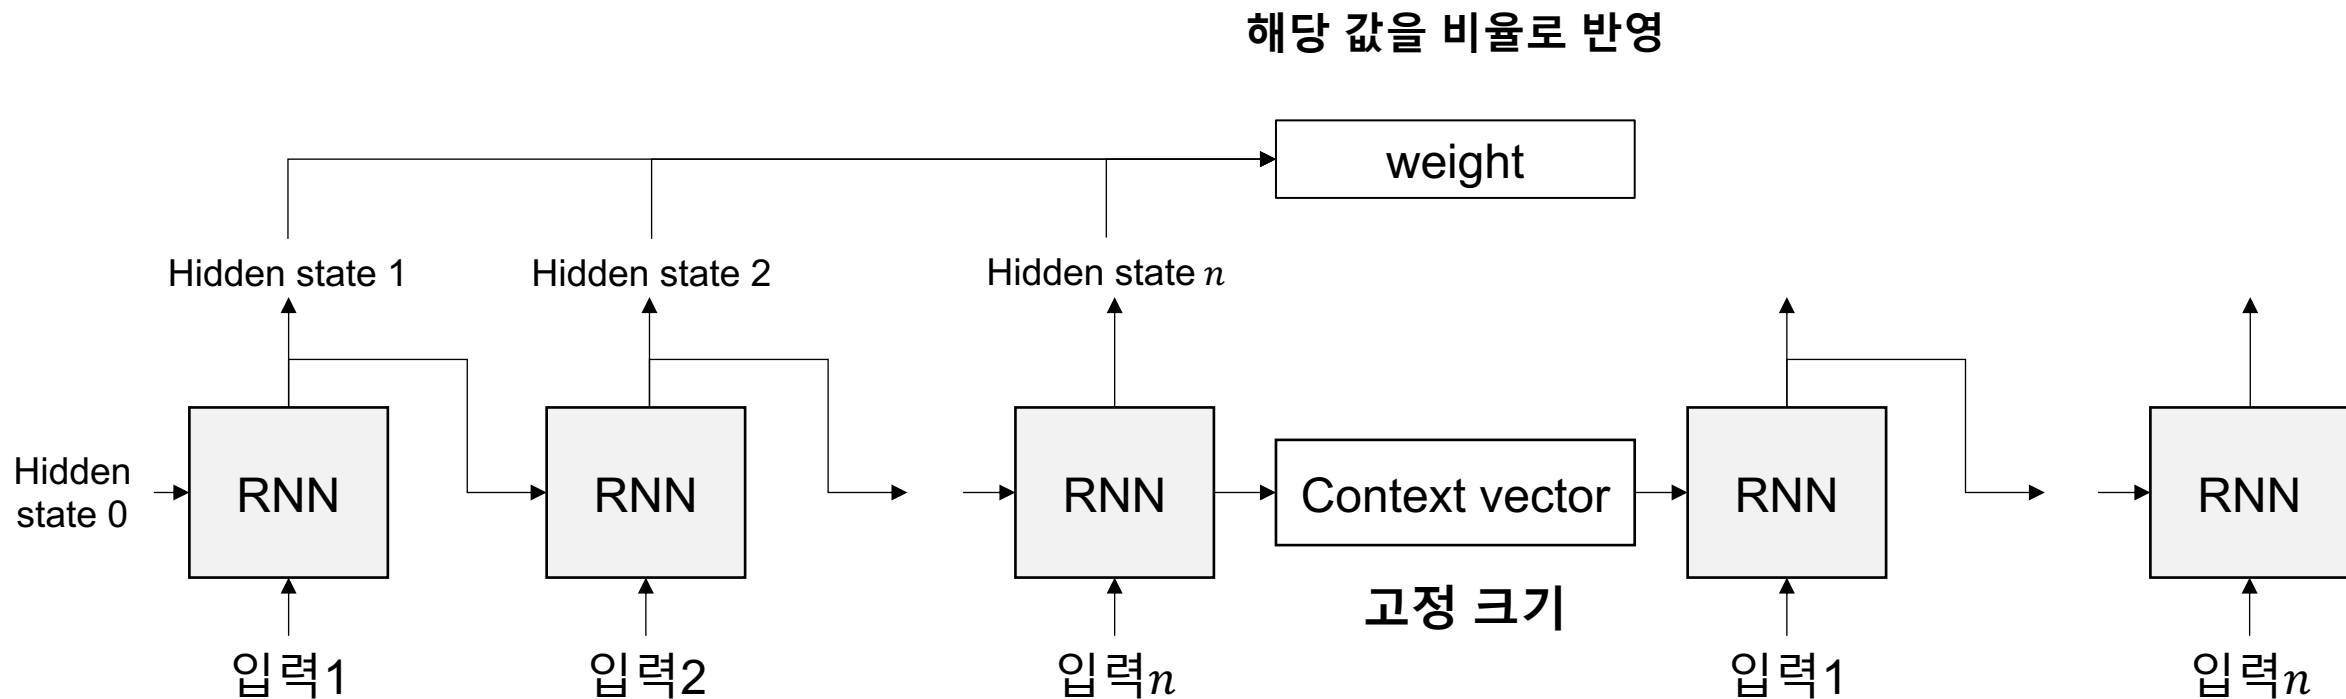 해당 값을 비율로 반영
weight
Hidden state 1
Hidden state 2
Hidden state n
Hidden
state 0
RNN
RNN
RNN
Context vector
RNN
RNN
고정 크기
입력1
입력2
입력n
입력1
입력n